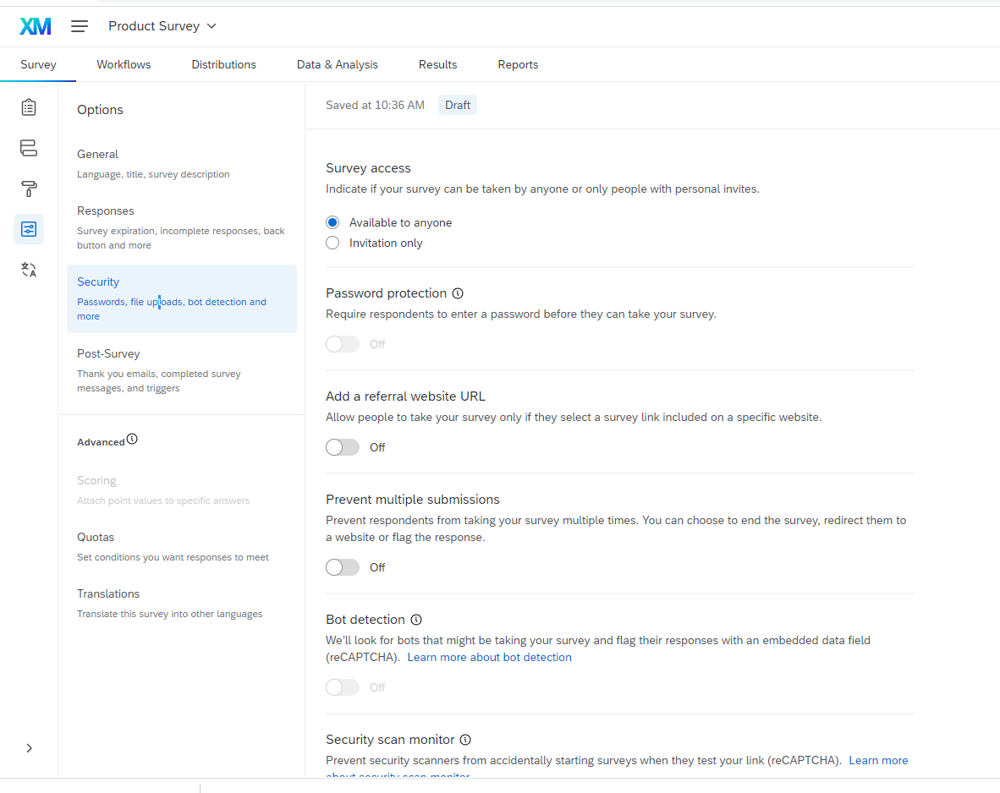 XM
Product Survey
Survey
Workflows
Distributions
Data & Analysis
Results
Reports
Options
General
Language, title, survey description
Responses
Survey expiration, incomplete responses, back
button and more
Security
Passwords, file uploads, bot detection and
more
Post-Survey
Thank you emails, completed survey
messages, and triggers
Advanced
Scoring
Attach point values to specific answers
Quotas
Set conditions you want responses to meet
Translations
Translate this survey into other languages
Saved at 10:36 AM
Draft
Survey access
Indicate if your survey can be taken by anyone or only people with personal invites.
Available to anyone
Invitation only
Password protection
Require respondents to enter a password before they can take your survey.
Off
Add a referral website URL
Allow people to take your survey only if they select a survey link included on a specific website.
Off
Prevent multiple submissions
Prevent respondents from taking your survey multiple times. You can choose to end the survey, redirect them to
a website or flag the response.
Off
Bot detection
We'll look for bots that might be taking your survey and flag their responses with an embedded data field
(reCAPTCHA). Learn more about bot detection
Off
Security scan monitor
Prevent security scanners from accidentally starting surveys when they test your link (reCAPTCHA). Learn more
about security scan monitor